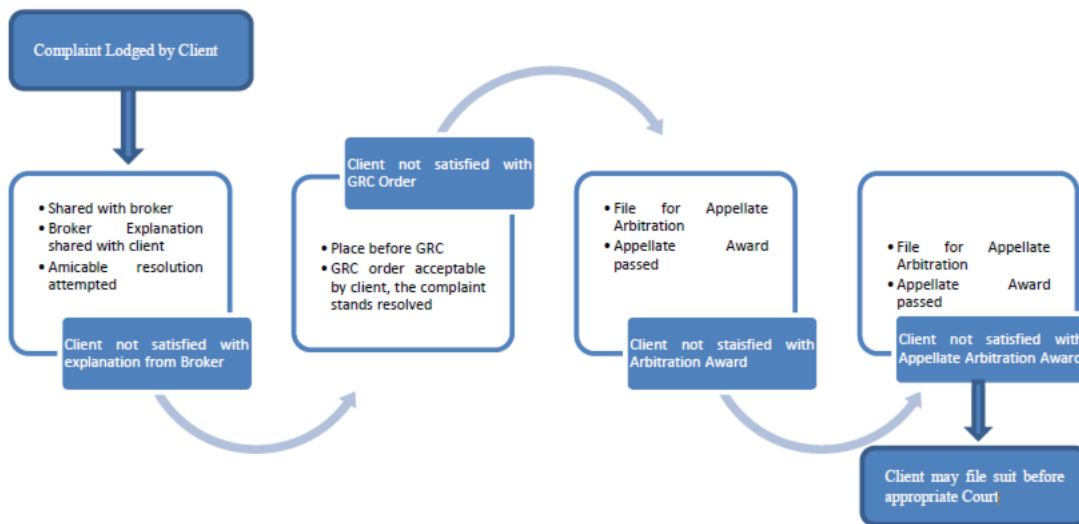 Complaint Lodged by Client
• Shared with broker
• Broker Explanation
shared with client
• Amicable resolution
attempted
Client not satisfied with
explanation from Broker
Client not satisfied with
GRC Order
• Place before GRC
• GRC order acceptable
by client, the complaint
stands resolved
• File for Appellate
Arbitration
• Appellate Award
passed
Client not staisfied with
Arbitration Award
• File for Appellate
Arbitration
• Appellate Award
passed
Client not satisfied with
Appellate Arbitration Award
Client may file suit before
appropriate Court